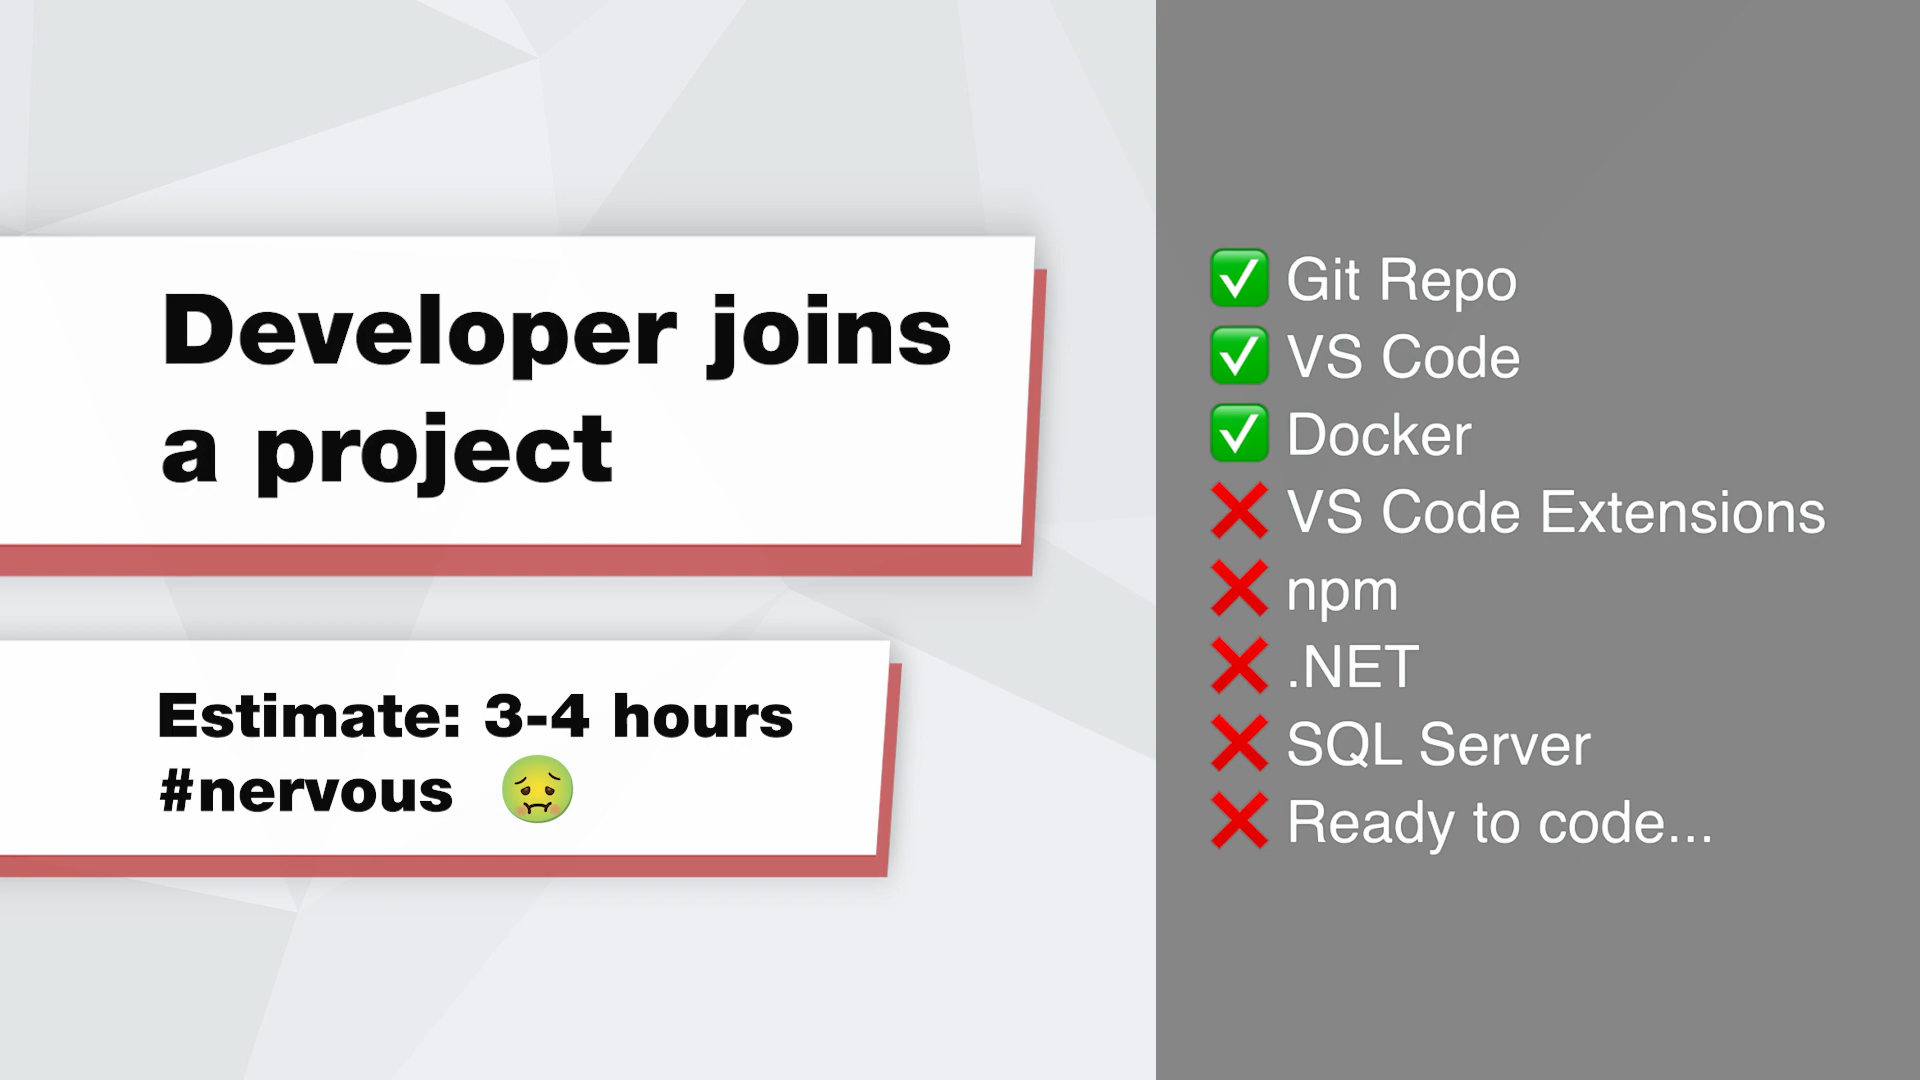 Developer joins
a project
Estimate: 3-4 hours
#nervous 🤢
✅ Git Repo
✅ VS Code
✅ Docker
❌ VS Code Extensions
❌ npm
❌ .NET
❌ SQL Server
❌ Ready to code...